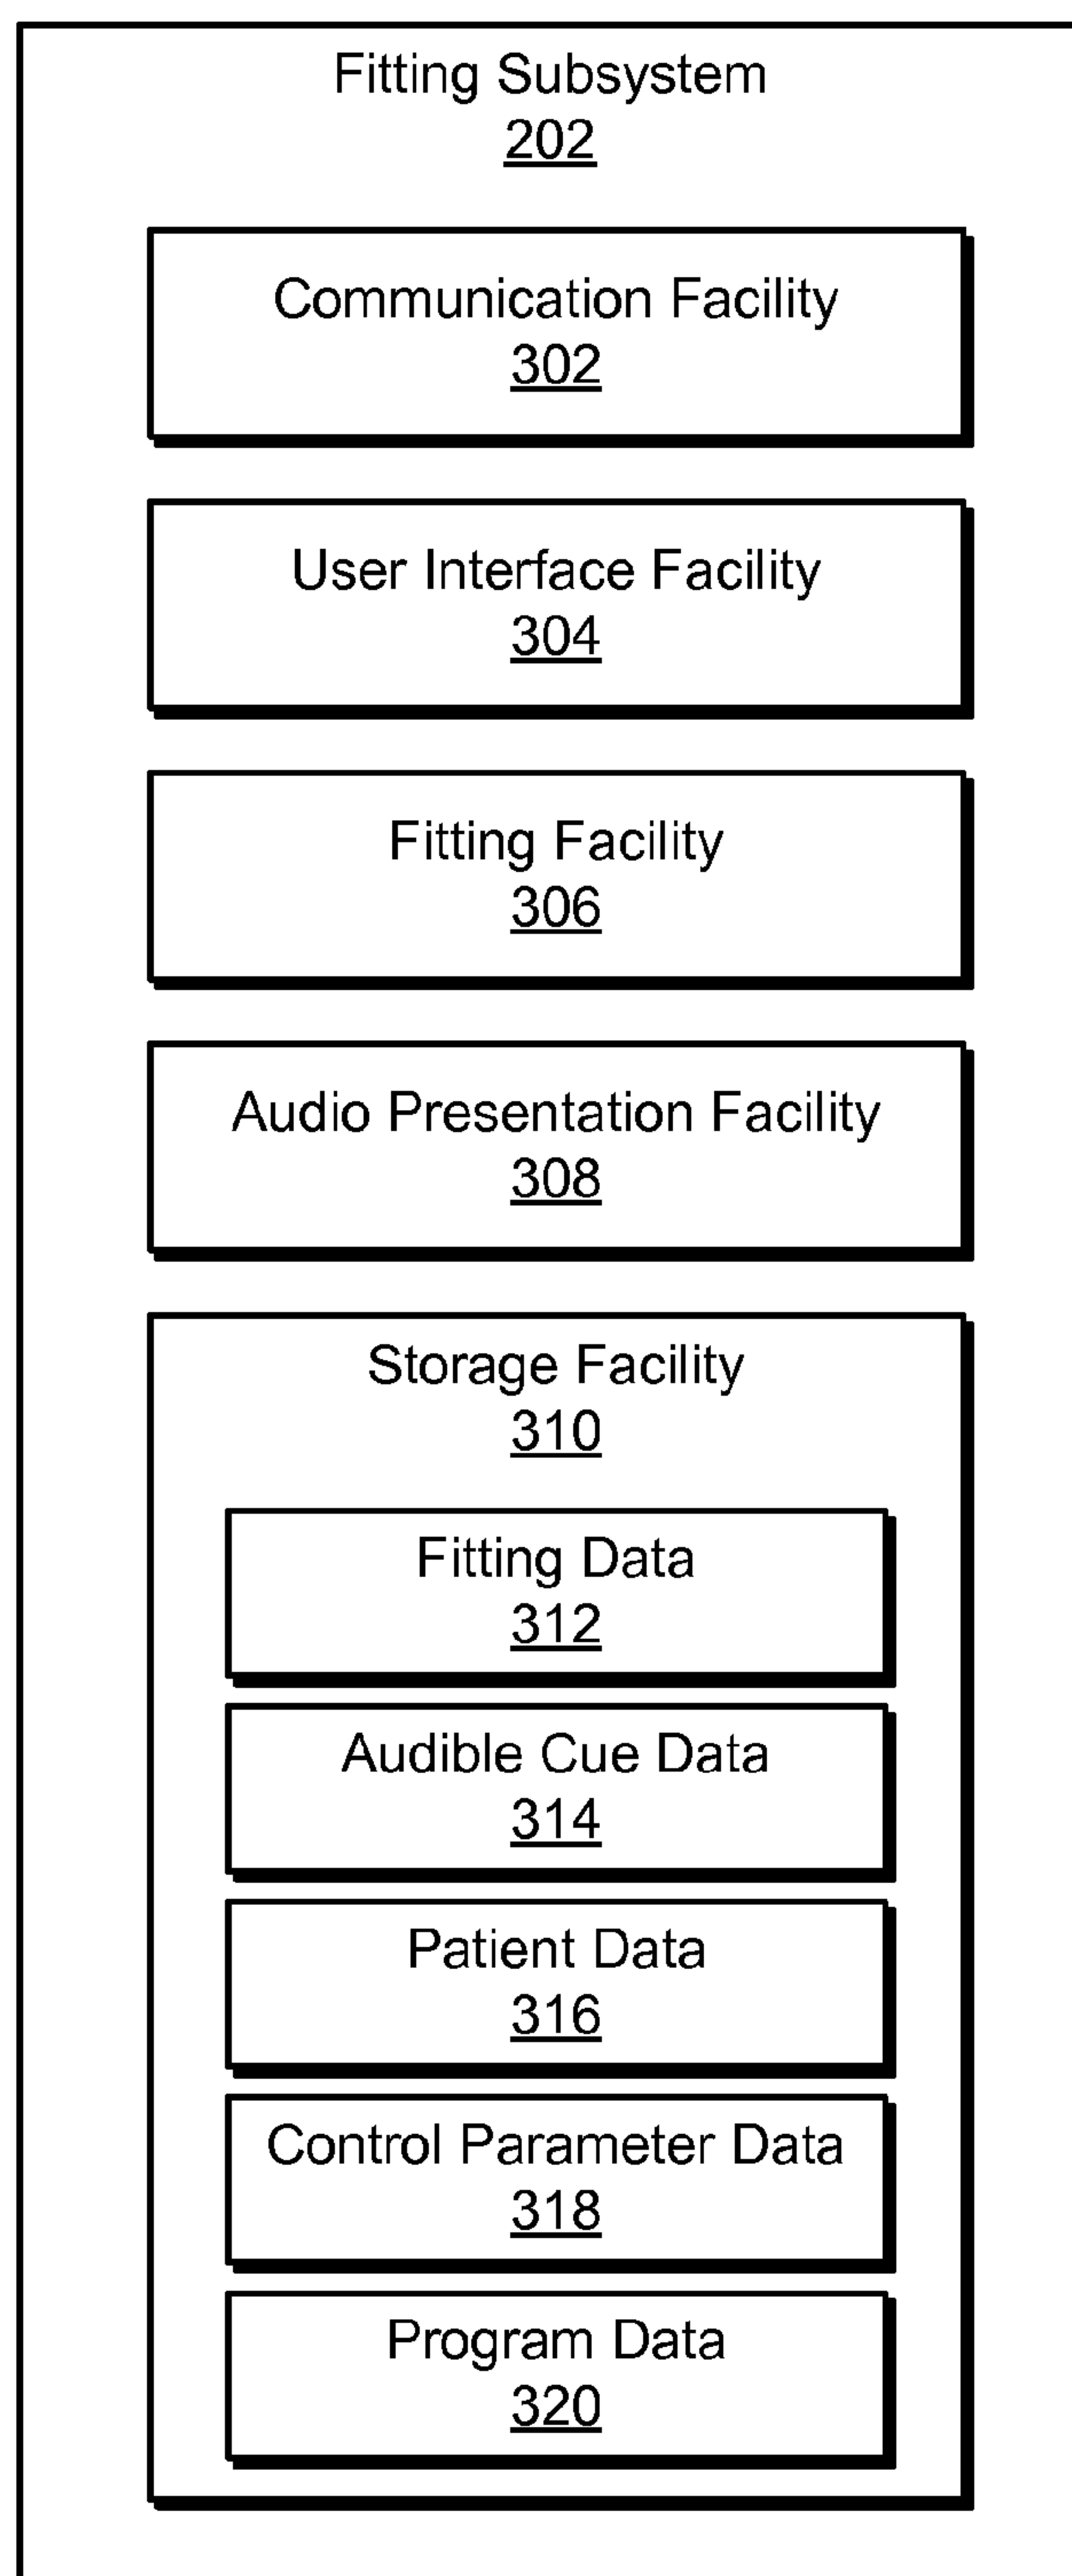 Fitting Subsystem
202
Communication Facility
302
User Interface Facility
304
Fitting Facility
306
Audio Presentation Facility
308
Storage Facility
310
Fitting Data
312
Audible Cue Data
314
Patient Data
316
Control Parameter Data
318
Program Data
320